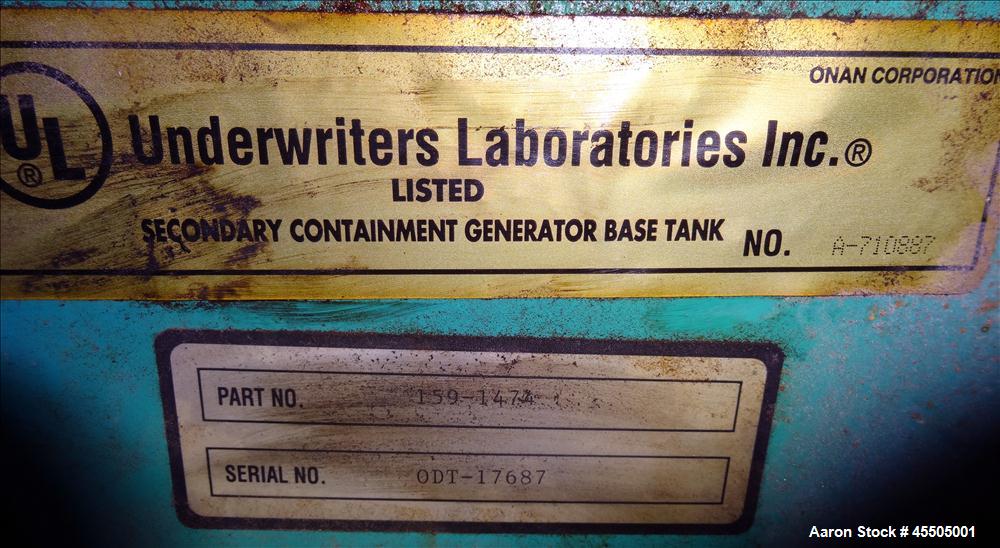 ONAN CORPORATION
UL®
Underwriters Laboratories Inc.®
LISTED
SECONDARY CONTAINMENT GENERATOR BASE TANK NO. A-710887
PART NO. 159-1474
SERIAL NO. ODT-17687
Aaron Stock # 45505001